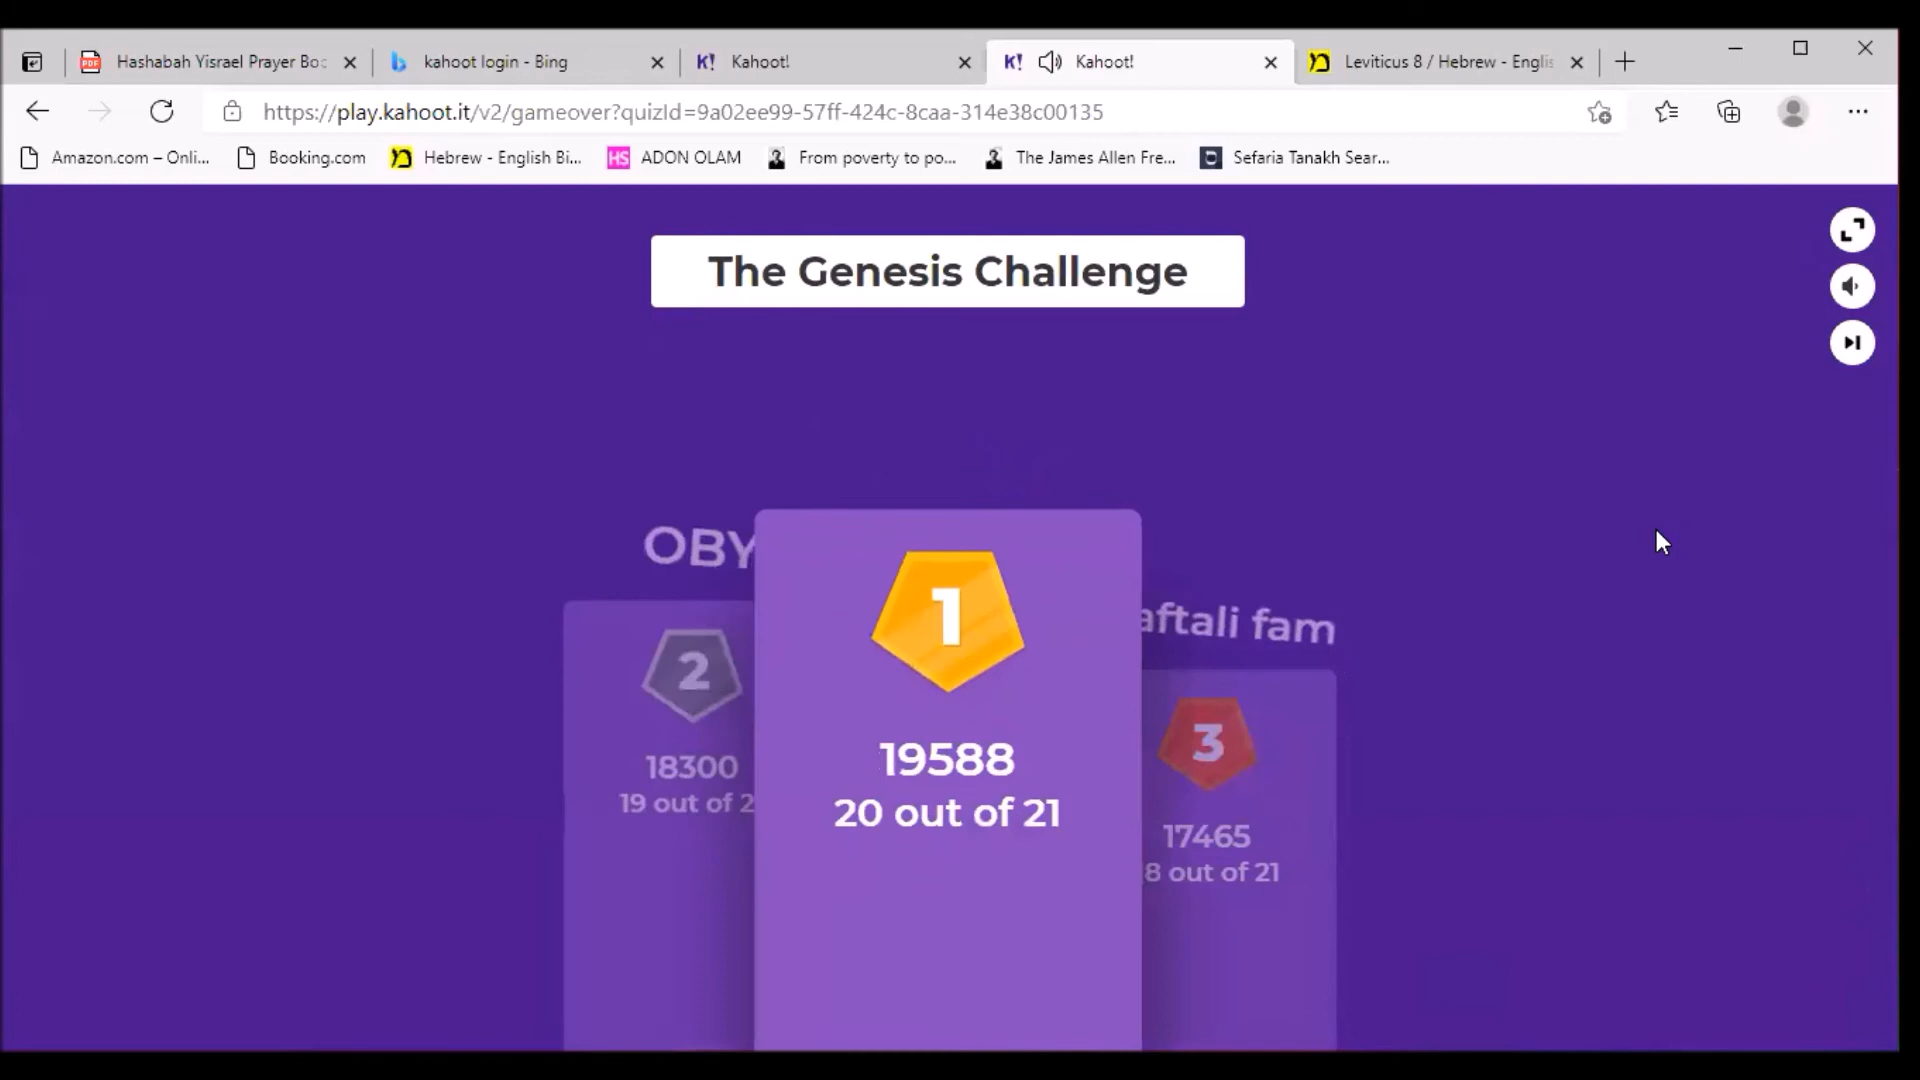 Hashabah Yisrael Prayer Bo
kahoot login - Bing
K! Kahoot!
K! Kahoot!
Leviticus 8 / Hebrew - Englis
https://play.kahoot.it/v2/gameover?quizId=9a02ee99-57ff-424c-8caa-314e38c00135
Amazon.com – Onli...
Booking.com
Hebrew - English Bi...
HS ADON OLAM
From poverty to po...
The James Allen Fre...
Sefaria Tanakh Sear...
The Genesis Challenge
OBY
aftali fam
1
2
3
19588
20 out of 21
18300
19 out of 2
17465
8 out of 21